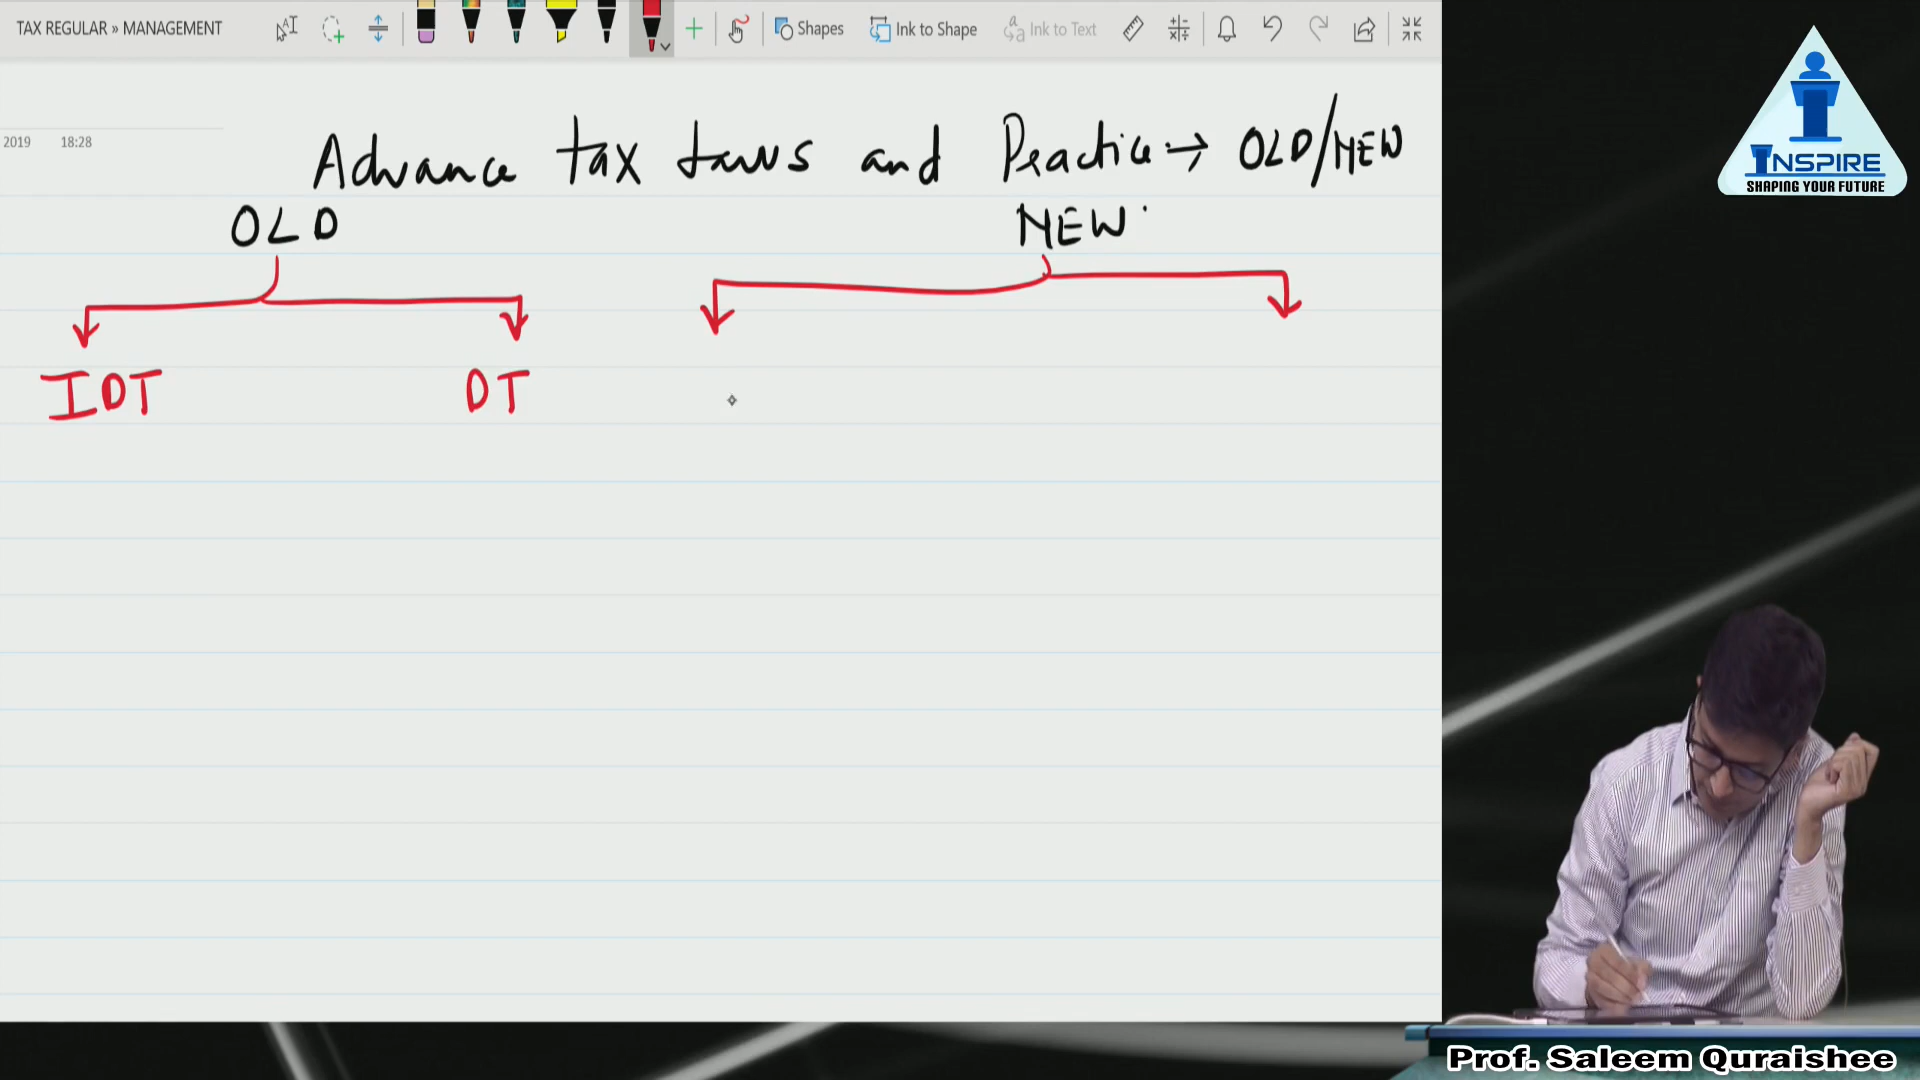 TAX REGULAR » MANAGEMENT
Shapes
Ink to Shape
Ink to Text
2019 18:28
Advance tax laws and Practice → OLD/NEW
OLD NEW
IDT DT
INSPIRE
SHAPING YOUR FUTURE
Prof. Saleem Quraishee